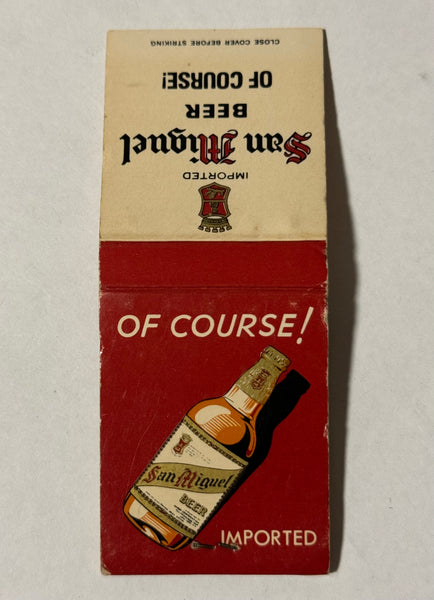 IMPORTED
San Miguel
BEER
OF COURSE!
CLOSE COVER BEFORE STRIKING
OF COURSE!
San Miguel
BEER
IMPORTED